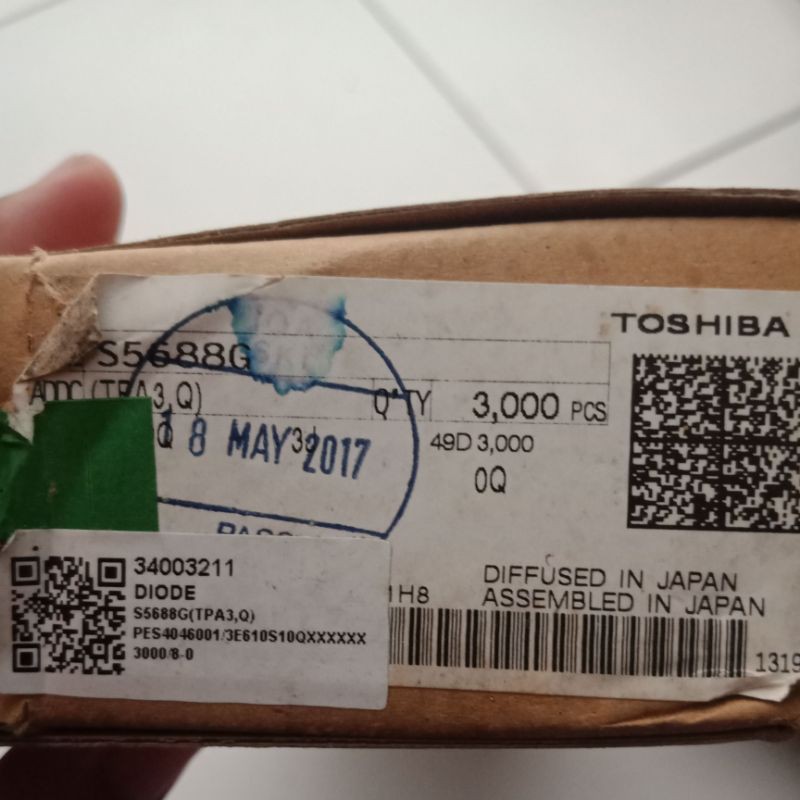 TOSHIBA
S5688G
ADDC (TPA3,Q)
Q'TY 3,000 PCS
18 MAY 2017
49D 3,000
0Q
DIFFUSED IN JAPAN
1H8 ASSEMBLED IN JAPAN
1319
34003211
DIODE
S5688G(TPA3,Q)
PES4046001/3E610S10QXXXXXX
3000/8-0